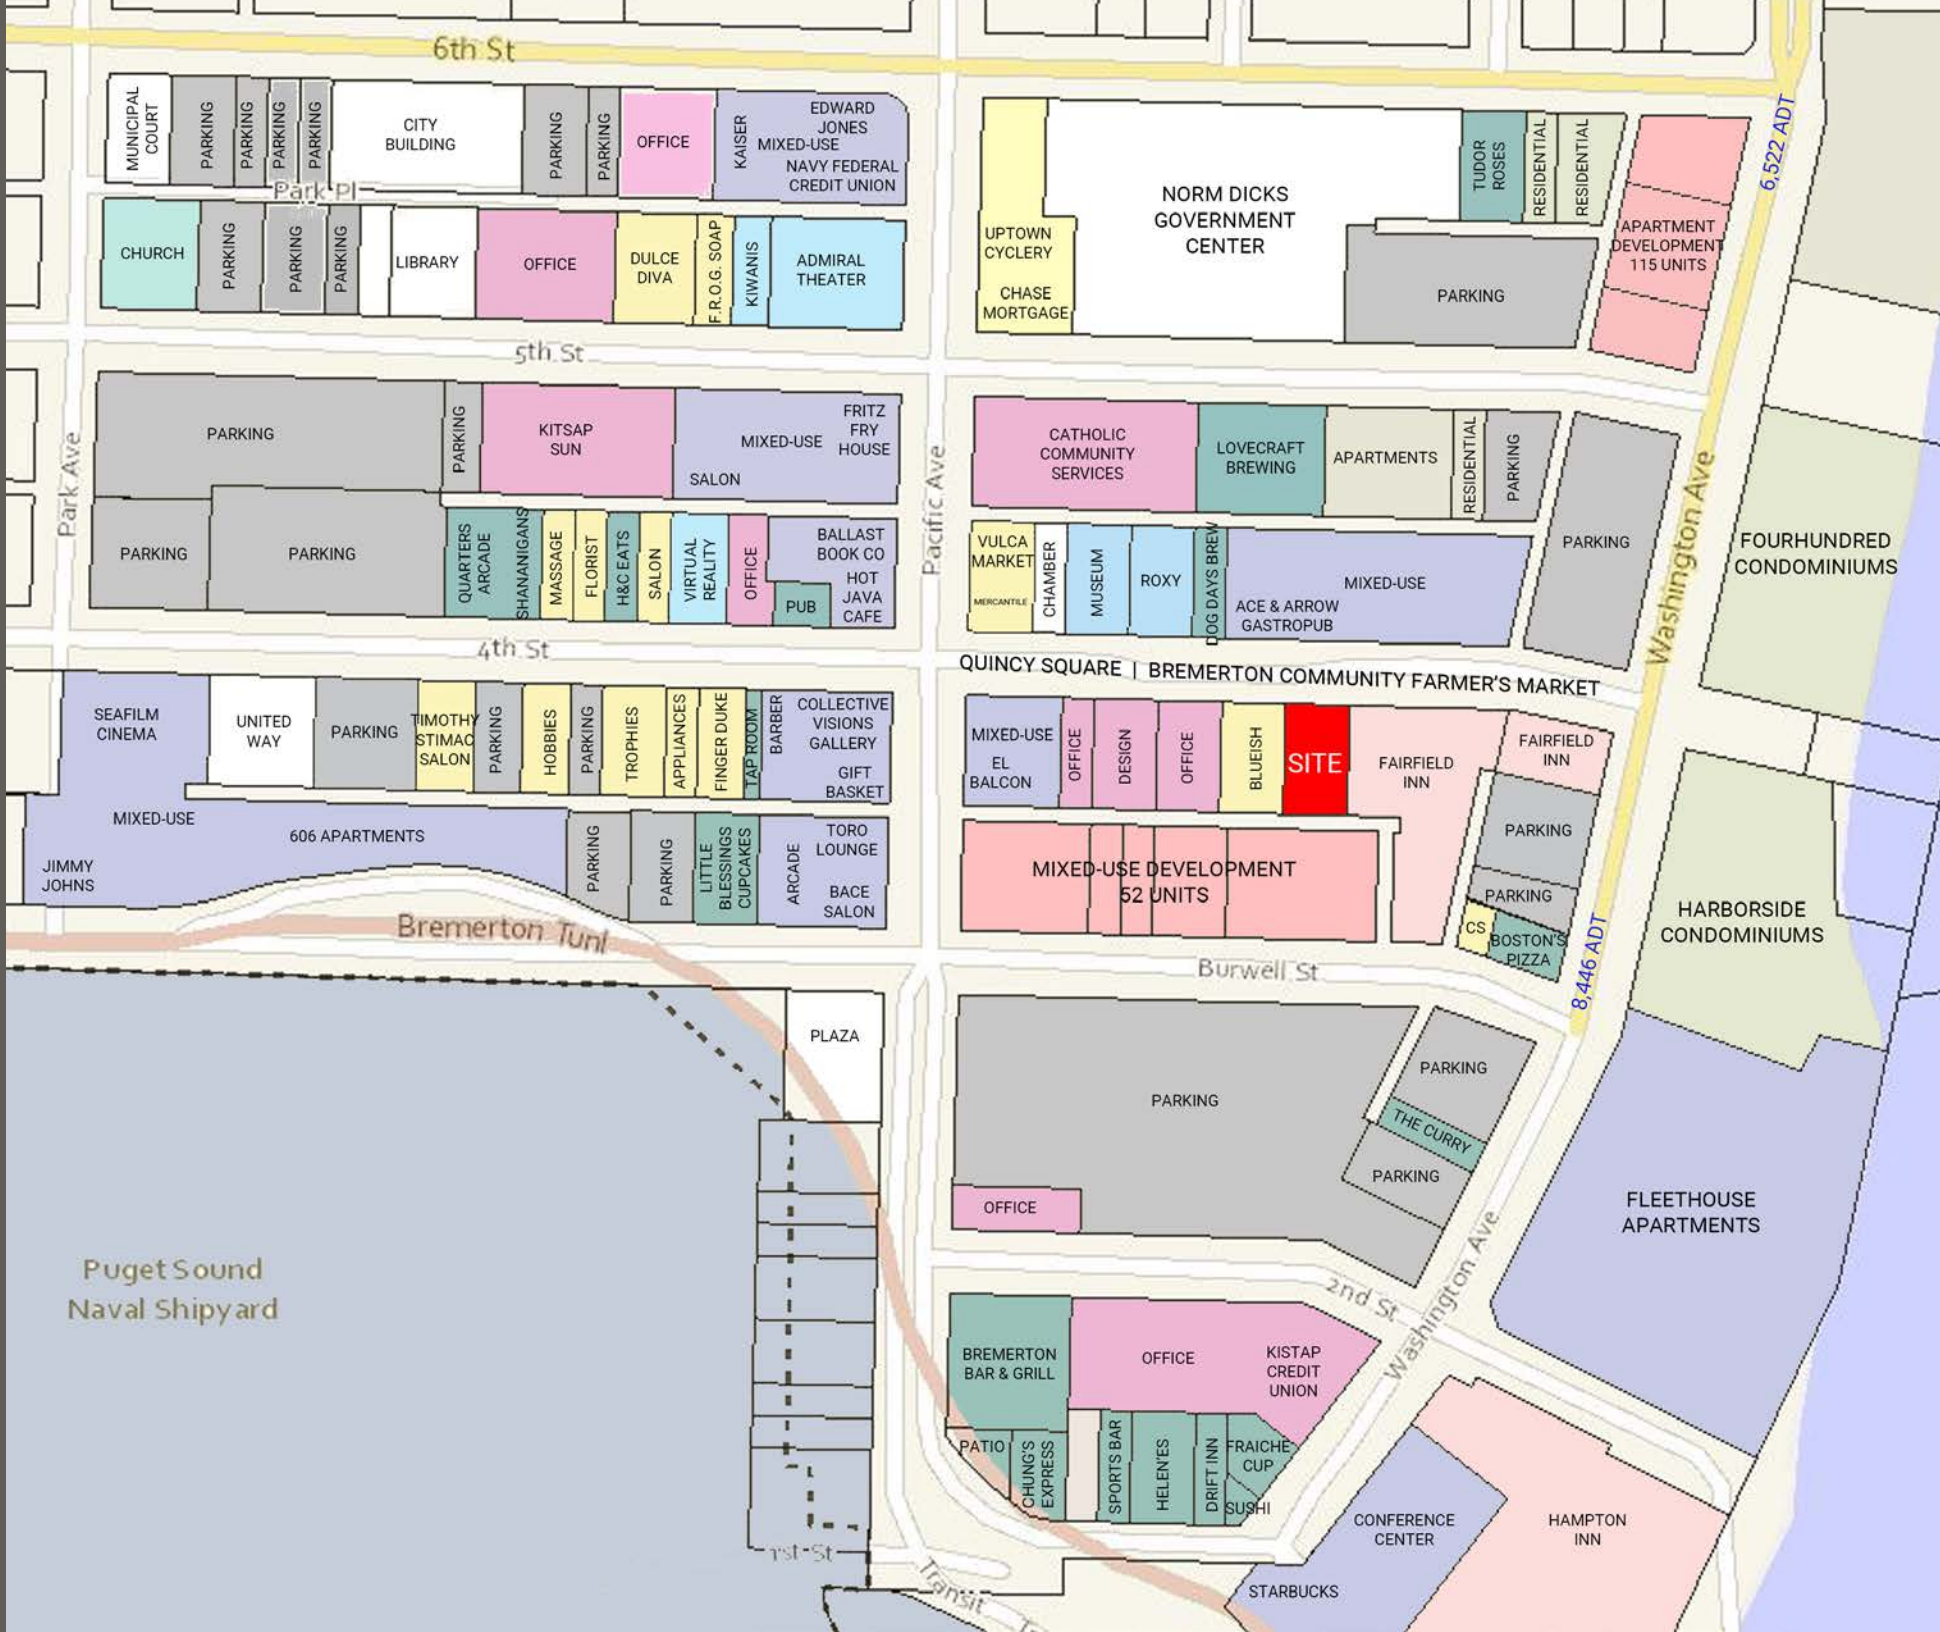 6th St
MUNICIPAL
COURT
PARKING
PARKING
PARKING
PARKING
CITY
BUILDING
PARKING
PARKING
OFFICE
KAISER
EDWARD
JONES
MIXED-USE
NAVY FEDERAL
CREDIT UNION
Park Pl
CHURCH
PARKING
PARKING
PARKING
LIBRARY
OFFICE
DULCE
DIVA
F.R.O.G. SOAP
KIWANIS
ADMIRAL
THEATER
UPTOWN
CYCLERY
CHASE
MORTGAGE
NORM DICKS
GOVERNMENT
CENTER
TUDOR
ROSES
RESIDENTIAL
RESIDENTIAL
PARKING
APARTMENT
DEVELOPMENT
115 UNITS
6,522 ADT
5th St
Park Ave
PARKING
PARKING
KITSAP
SUN
MIXED-USE
FRITZ
FRY
HOUSE
SALON
Pacific Ave
CATHOLIC
COMMUNITY
SERVICES
LOVECRAFT
BREWING
APARTMENTS
RESIDENTIAL
PARKING
PARKING
Washington Ave
FOURHUNDRED
CONDOMINIUMS
PARKING
PARKING
QUARTERS
ARCADE
SHANANIGANS
MASSAGE
FLORIST
H&C EATS
SALON
VIRTUAL
REALITY
OFFICE
BALLAST
BOOK CO
HOT
JAVA
CAFE
PUB
VULCA
MARKET
MERCANTILE
CHAMBER
MUSEUM
ROXY
DOG DAYS BREW
MIXED-USE
ACE & ARROW
GASTROPUB
4th St
QUINCY SQUARE | BREMERTON COMMUNITY FARMER'S MARKET
SEAFILM
CINEMA
UNITED
WAY
PARKING
TIMOTHY
STIMAC
SALON
PARKING
HOBBIES
PARKING
TROPHIES
APPLIANCES
FINGER DUKE
TAP ROOM
BARBER
COLLECTIVE
VISIONS
GALLERY
GIFT
BASKET
MIXED-USE
EL
BALCON
OFFICE
DESIGN
OFFICE
BLUEISH
SITE
FAIRFIELD
INN
FAIRFIELD
INN
PARKING
PARKING
CS
BOSTON'S
PIZZA
MIXED-USE
606 APARTMENTS
JIMMY
JOHNS
PARKING
PARKING
LITTLE
BLESSINGS
CUPCAKES
ARCADE
TORO
LOUNGE
BACE
SALON
MIXED-USE DEVELOPMENT
52 UNITS
8,446 ADT
HARBORSIDE
CONDOMINIUMS
Bremerton Tunl
Burwell St
PLAZA
PARKING
PARKING
THE CURRY
PARKING
OFFICE
FLEETHOUSE
APARTMENTS
Puget Sound
Naval Shipyard
2nd St
Washington Ave
BREMERTON
BAR & GRILL
OFFICE
KISTAP
CREDIT
UNION
PATIO
CHUNG'S
EXPRESS
SPORTS BAR
HELEN'ES
DRIFT INN
FRAICHE
CUP
SUSHI
CONFERENCE
CENTER
HAMPTON
INN
STARBUCKS
1st St
Transit